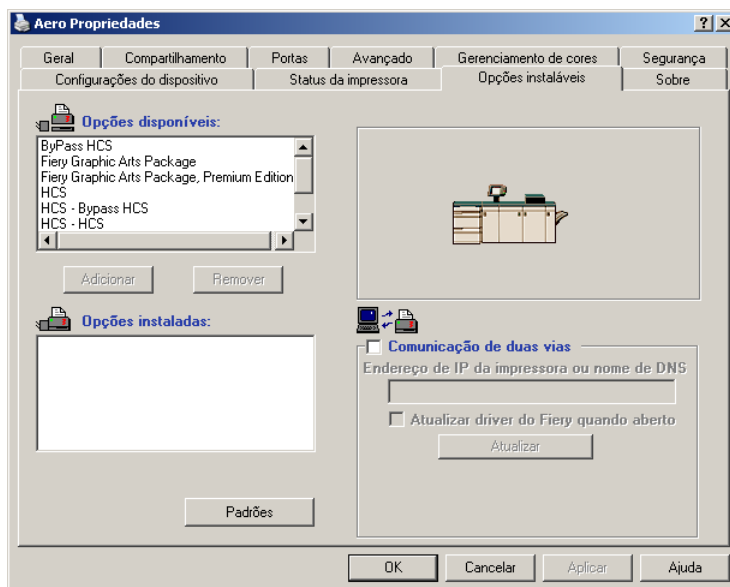 Aero Propriedades
Geral
Compartilhamento
Portas
Avançado
Gerenciamento de cores
Segurança
Configurações do dispositivo
Status da impressora
Opções instaláveis
Sobre
Opções disponíveis:
ByPass HCS
Fiery Graphic Arts Package
Fiery Graphic Arts Package, Premium Edition
HCS
HCS - Bypass HCS
HCS - HCS
Adicionar
Remover
Opções instaladas:
Padrões
Comunicação de duas vias
Endereço de IP da impressora ou nome de DNS
Atualizar driver do Fiery quando aberto
Atualizar
OK
Cancelar
Aplicar
Ajuda